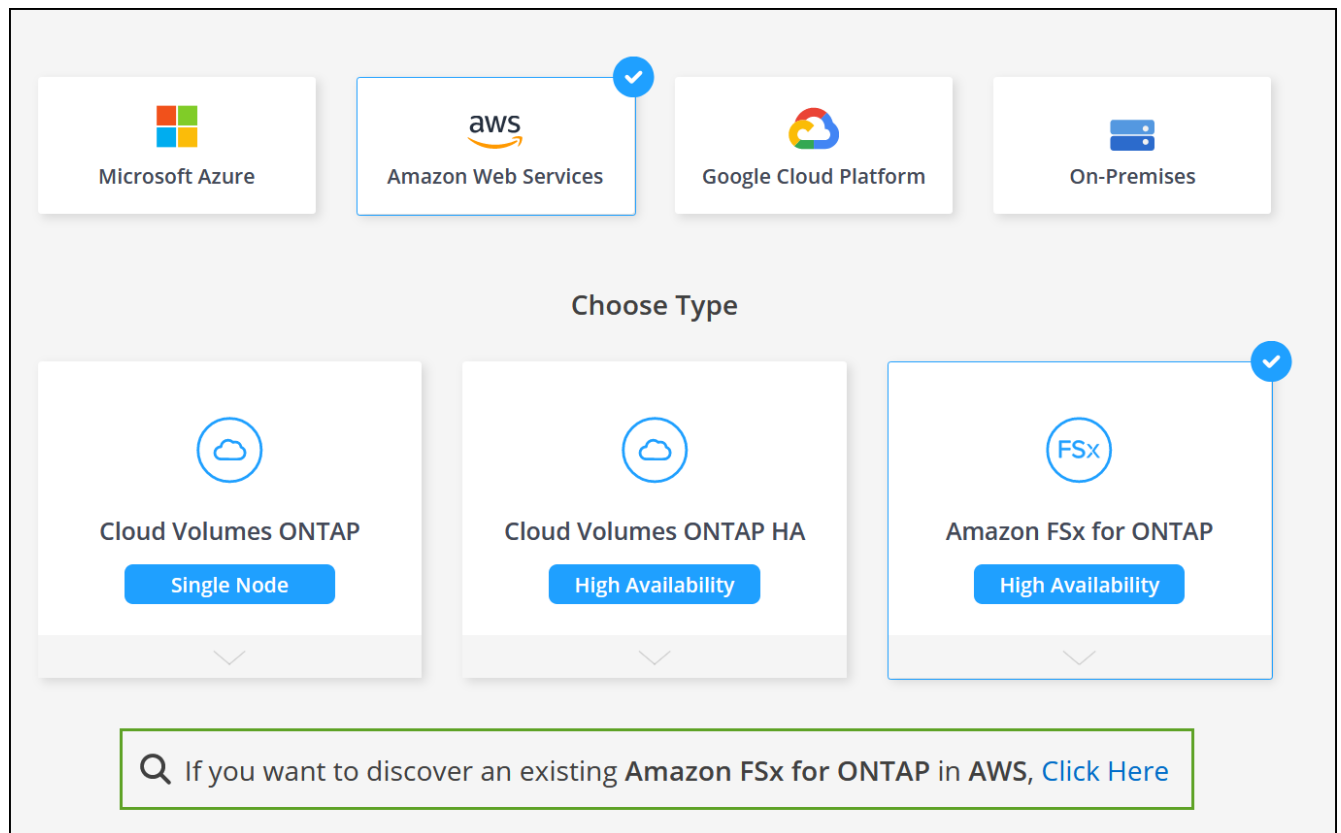 aws
Microsoft Azure
Amazon Web Services
Google Cloud Platform
On-Premises
Choose Type
FSx
Cloud Volumes ONTAP
Cloud Volumes ONTAP HA
Amazon FSx for ONTAP
Single Node
High Availability
High Availability
If you want to discover an existing Amazon FSx for ONTAP in AWS, Click Here